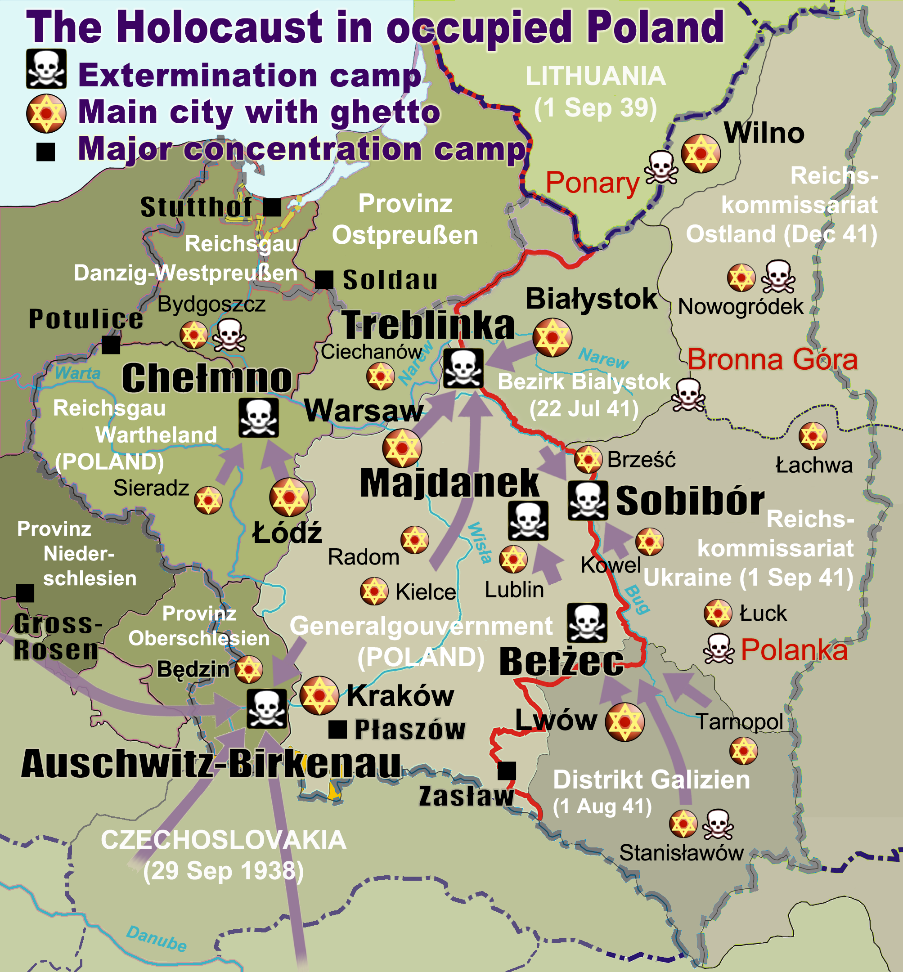 The Holocaust in occupied Poland
Extermination camp
Main city with ghetto
Major concentration camp
LITHUANIA
(1 Sep 39)
Wilno
Ponary
Reichs-
kommissariat
Ostland (Dec 41)
Stutthof
Provinz
Ostpreußen
Reichsgau
Danzig-Westpreußen
Soldau
Nowogródek
Bydgoszcz
Białystok
Potulice
Treblinka
Ciechanów
Narew
Narew
Bronna Góra
Warta
Chełmno
Bezirk Bialystok
(22 Jul 41)
Reichsgau
Wartheland
(POLAND)
Warsaw
Łachwa
Brześć
Sieradz
Majdanek
Sobibór
Łódź
Provinz
Nieder-
schlesien
Wisła
Reichs-
kommissariat
Ukraine (1 Sep 41)
Radom
Kowel
Kielce
Lublin
Bug
Gross-
Rosen
Provinz
Oberschlesien
Generalgouvernment
(POLAND)
Łuck
Polanka
Będzin
Bełżec
Kraków
Płaszów
Lwów
Tarnopol
Auschwitz-Birkenau
Zasław
Distrikt Galizien
(1 Aug 41)
CZECHOSLOVAKIA
(29 Sep 1938)
Stanisławów
Danube